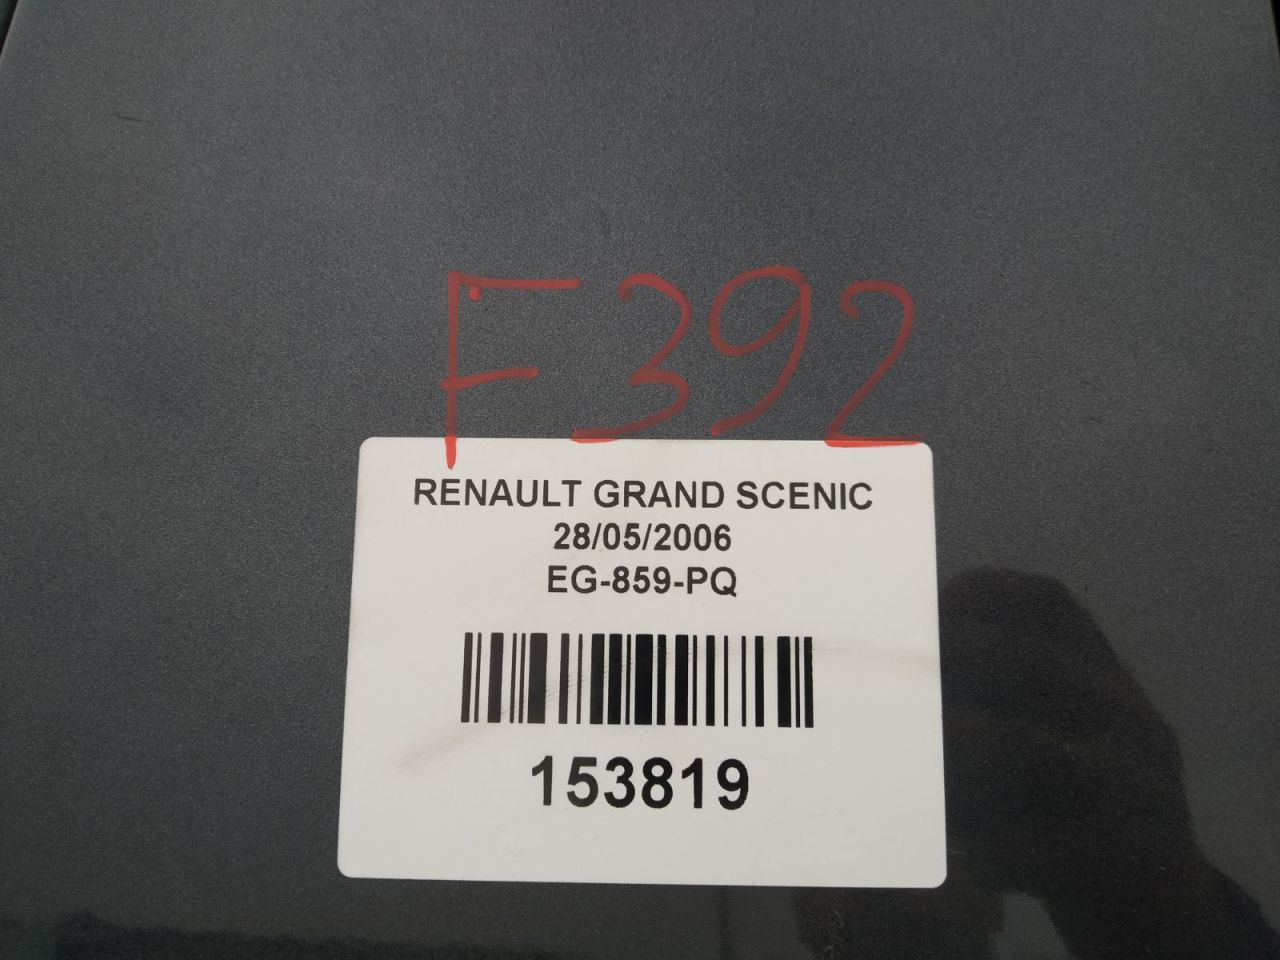 F392
RENAULT GRAND SCENIC
28/05/2006
EG-859-PQ
153819